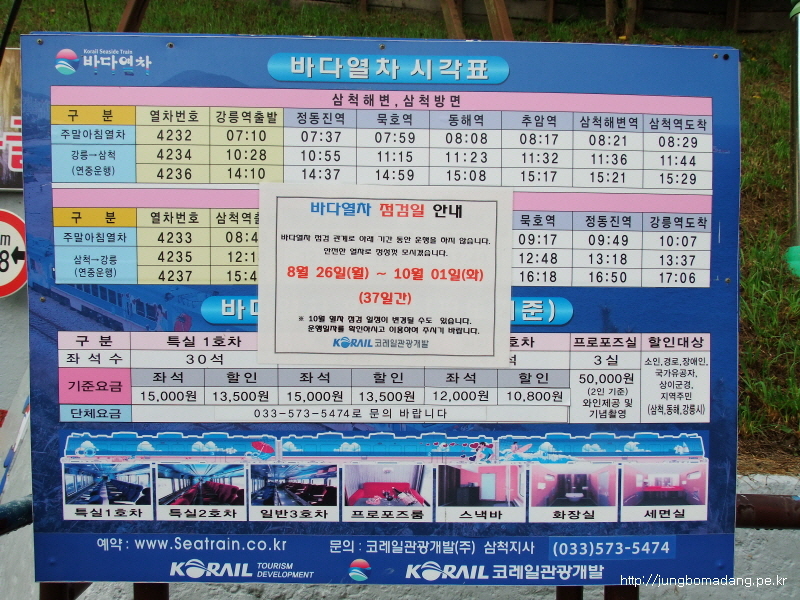 Korail Seaside Train
바다열차
바다열차 시각표
삼척해변, 삼척방면
구 분 열차번호 강릉역출발 정동진역 묵호역 동해역 추암역 삼척해변역 삼척역도착
주말아침열차 4232 07:10 07:37 07:59 08:08 08:17 08:21 08:29
강릉→삼척 (연중운행) 4234 10:28 10:55 11:15 11:23 11:32 11:36 11:44
4236 14:10 14:37 14:59 15:08 15:17 15:21 15:29
구 분 열차번호 삼척역출 묵호역 정동진역 강릉역도착
주말아침열차 4233 08:4 09:17 09:49 10:07
삼척→강릉 (연중운행) 4235 12:1 12:48 13:18 13:37
4237 15:4 16:18 16:50 17:06
바다열차 점검일 안내
바다열차 점검 관계로 아래 기간 동안 운행을 하지 않습니다.
안전한 열차로 정성껏 모시겠습니다.
8월 26일(월) ~ 10월 01일(화)
(37일간)
※ 10월 열차 점검 일정이 변경될 수도 있습니다.
운행일자를 확인하시고 이용하여 주시기 바랍니다.
KORAIL 코레일관광개발
바 준)
구 분 특실 1호차 호차 프로포즈실 할인대상
좌석수 30석 석 3실
기준요금 좌석 할인 좌석 할인 좌석 할인
15,000원 13,500원 15,000원 13,500원 12,000원 10,800원
50,000원
(2인 기준)
와인제공 및
기념촬영
소인,경로,장애인,
국가유공자,
상이군경,
지역주민
(삼척,동해,강릉시)
단체요금 033-573-5474로 문의 바랍니다
특실1호차 특실2호차 일반3호차 프로포즈룸 스낵바 화장실 세면실
예약 : www.Seatrain.co.kr 문의 : 코레일관광개발(주) 삼척지사 (033)573-5474
KORAIL TOURISM DEVELOPMENT KORAIL 코레일관광개발
http://jungbomadang.pe.kr